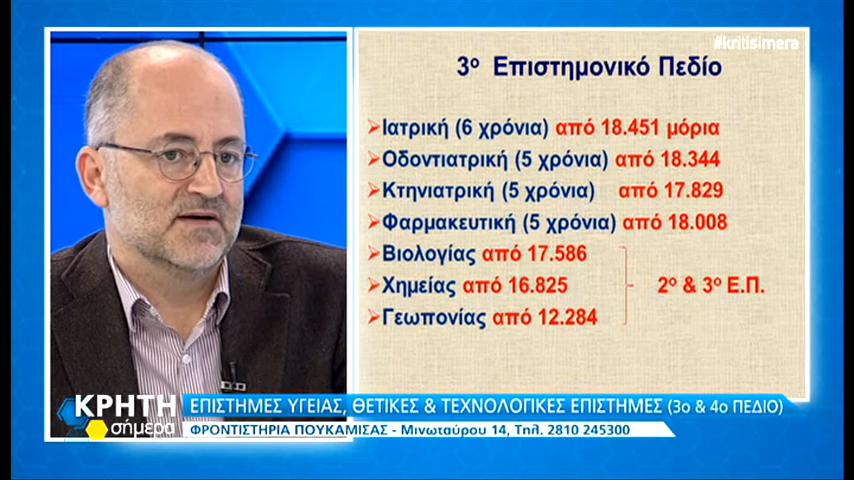 #kritisimera
3ο Επιστημονικό Πεδίο
Ιατρική (6 χρόνια) από 18.451 μόρια
Οδοντιατρική (5 χρόνια) από 18.344
Κτηνιατρική (5 χρόνια) από 17.829
Φαρμακευτική (5 χρόνια) από 18.008
Βιολογίας από 17.586
Χημείας από 16.825
2ο & 3ο Ε.Π.
Γεωπονίας από 12.284
ΚΡΗΤΗ
σήμερα
ΕΠΙΣΤΗΜΕΣ ΥΓΕΙΑΣ, ΘΕΤΙΚΕΣ & ΤΕΧΝΟΛΟΓΙΚΕΣ ΕΠΙΣΤΗΜΕΣ (3ο & 4ο ΠΕΔΙΟ)
ΦΡΟΝΤΙΣΤΗΡΙΑ ΠΟΥΚΑΜΙΣΑΣ - Μινωταύρου 14, Τηλ. 2810 245300